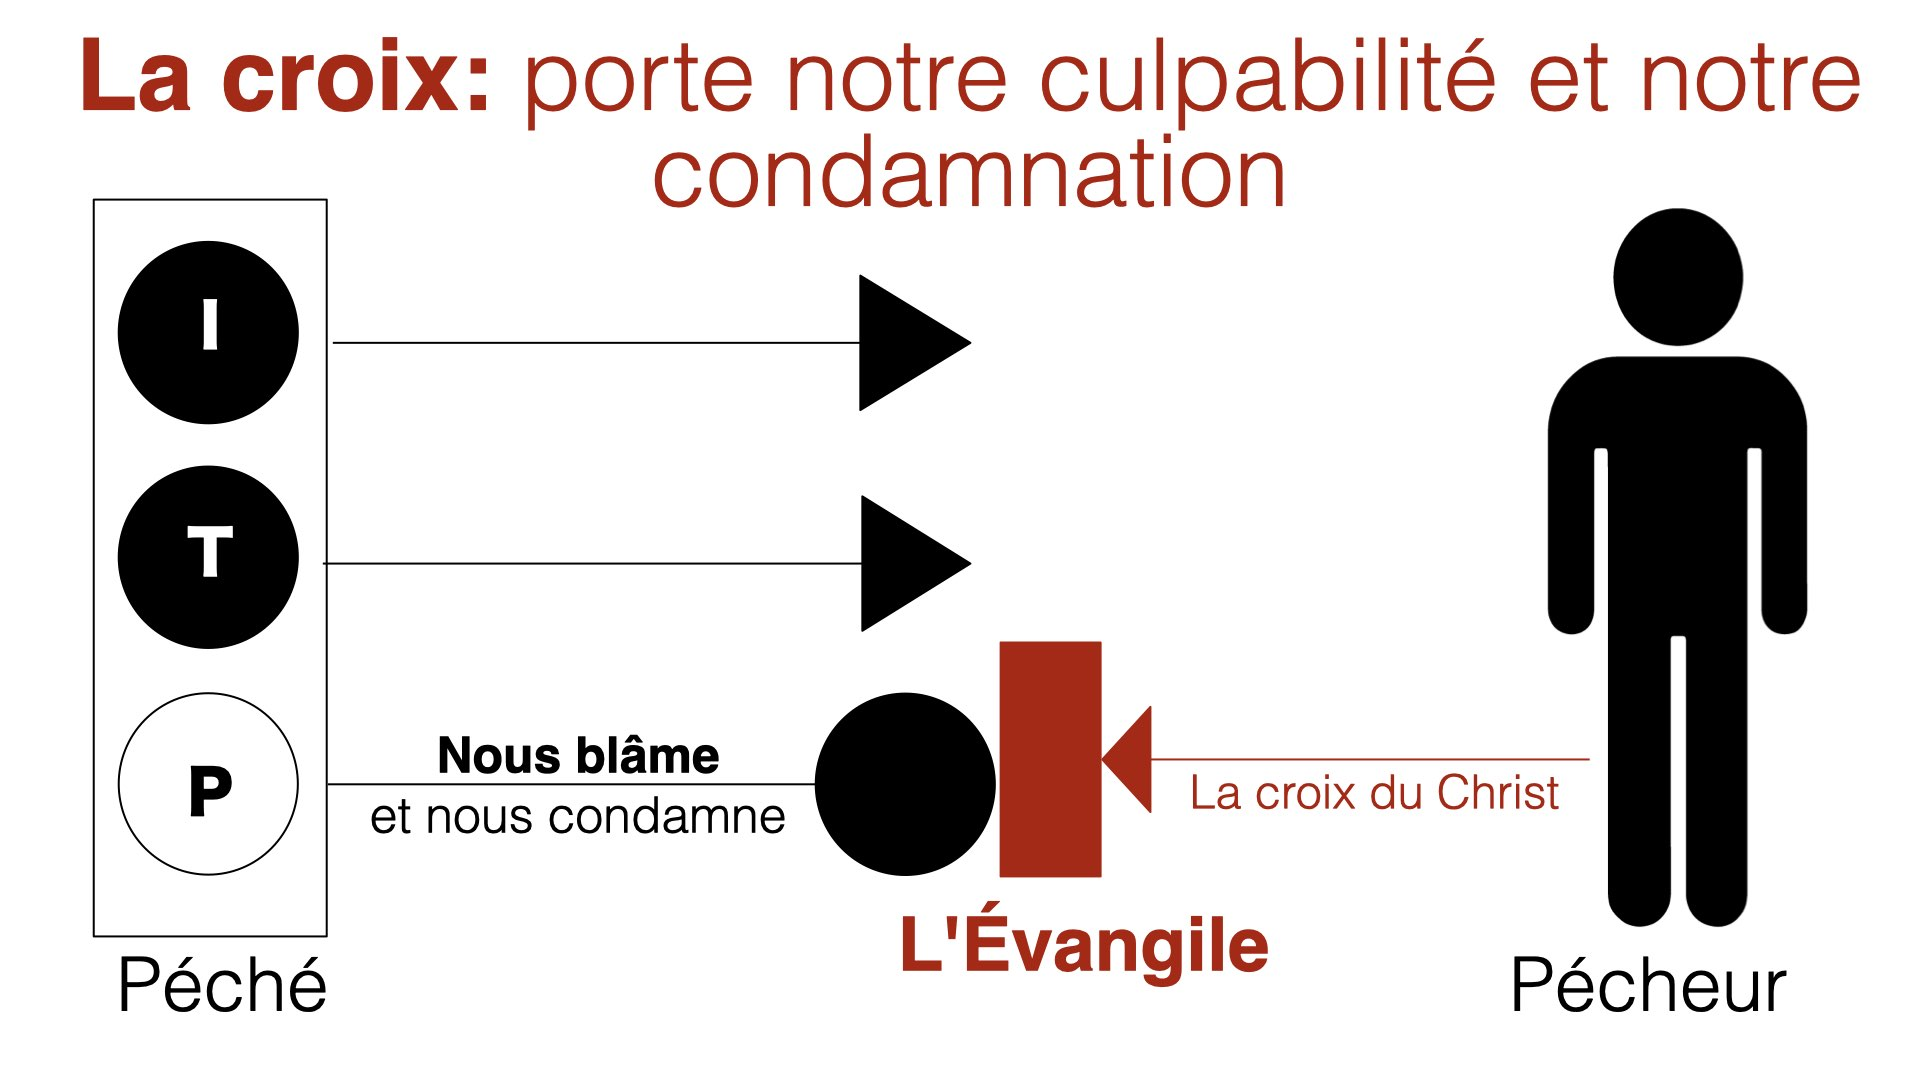 La croix: porte notre culpabilité et notre
condamnation
I
T
P
Nous blâme
et nous condamne
La croix du Christ
L'Évangile
Péché
Pécheur